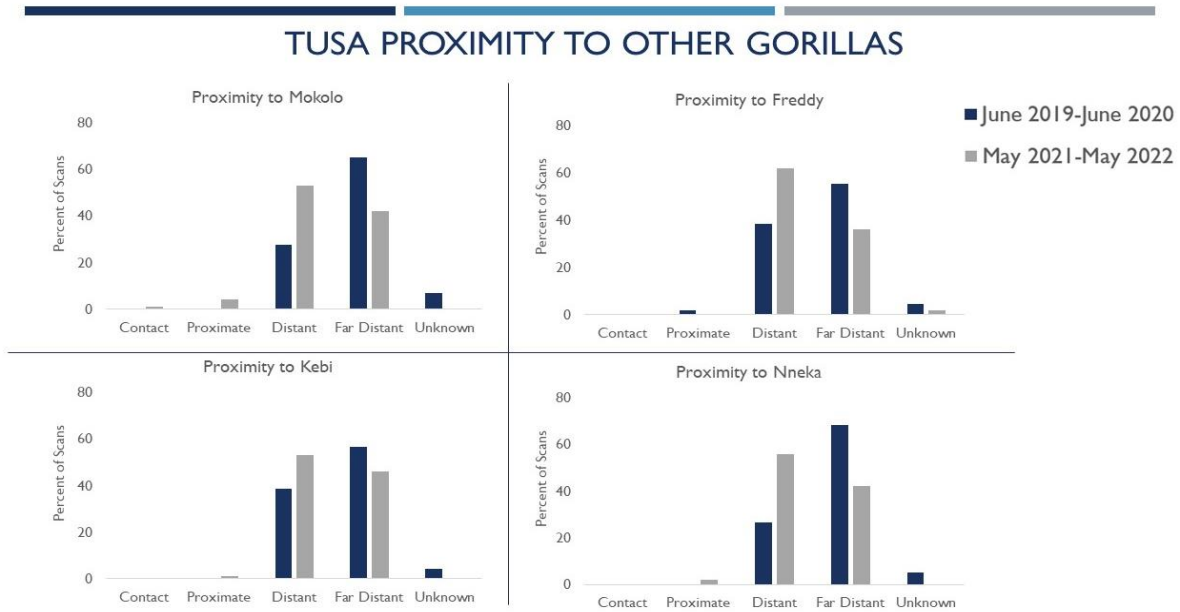 TUSA PROXIMITY TO OTHER GORILLAS
Proximity to Mokolo
Percent of Scans
80
60
40
20
0
Contact Proximate Distant Far Distant Unknown
Proximity to Freddy
Percent of Scans
80
60
40
20
0
Contact Proximate Distant Far Distant Unknown
June 2019-June 2020
May 2021-May 2022
Proximity to Kebi
Percent of Scans
80
60
40
20
0
Contact Proximate Distant Far Distant Unknown
Proximity to Nneka
Percent of Scans
80
60
40
20
0
Contact Proximate Distant Far Distant Unknown